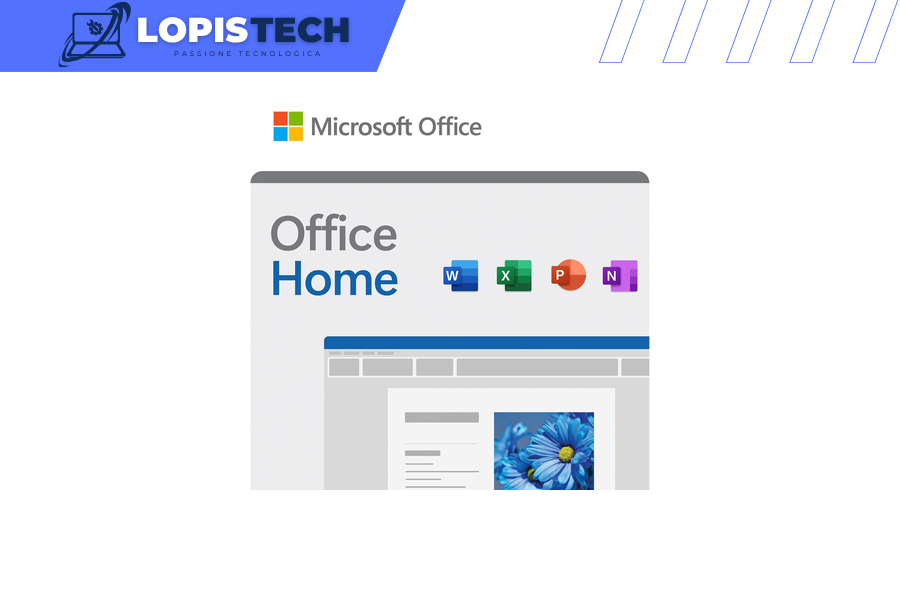 LOPISTECH
PASSIONE TECNOLOGICA
Microsoft Office
Office
Home
W X P N